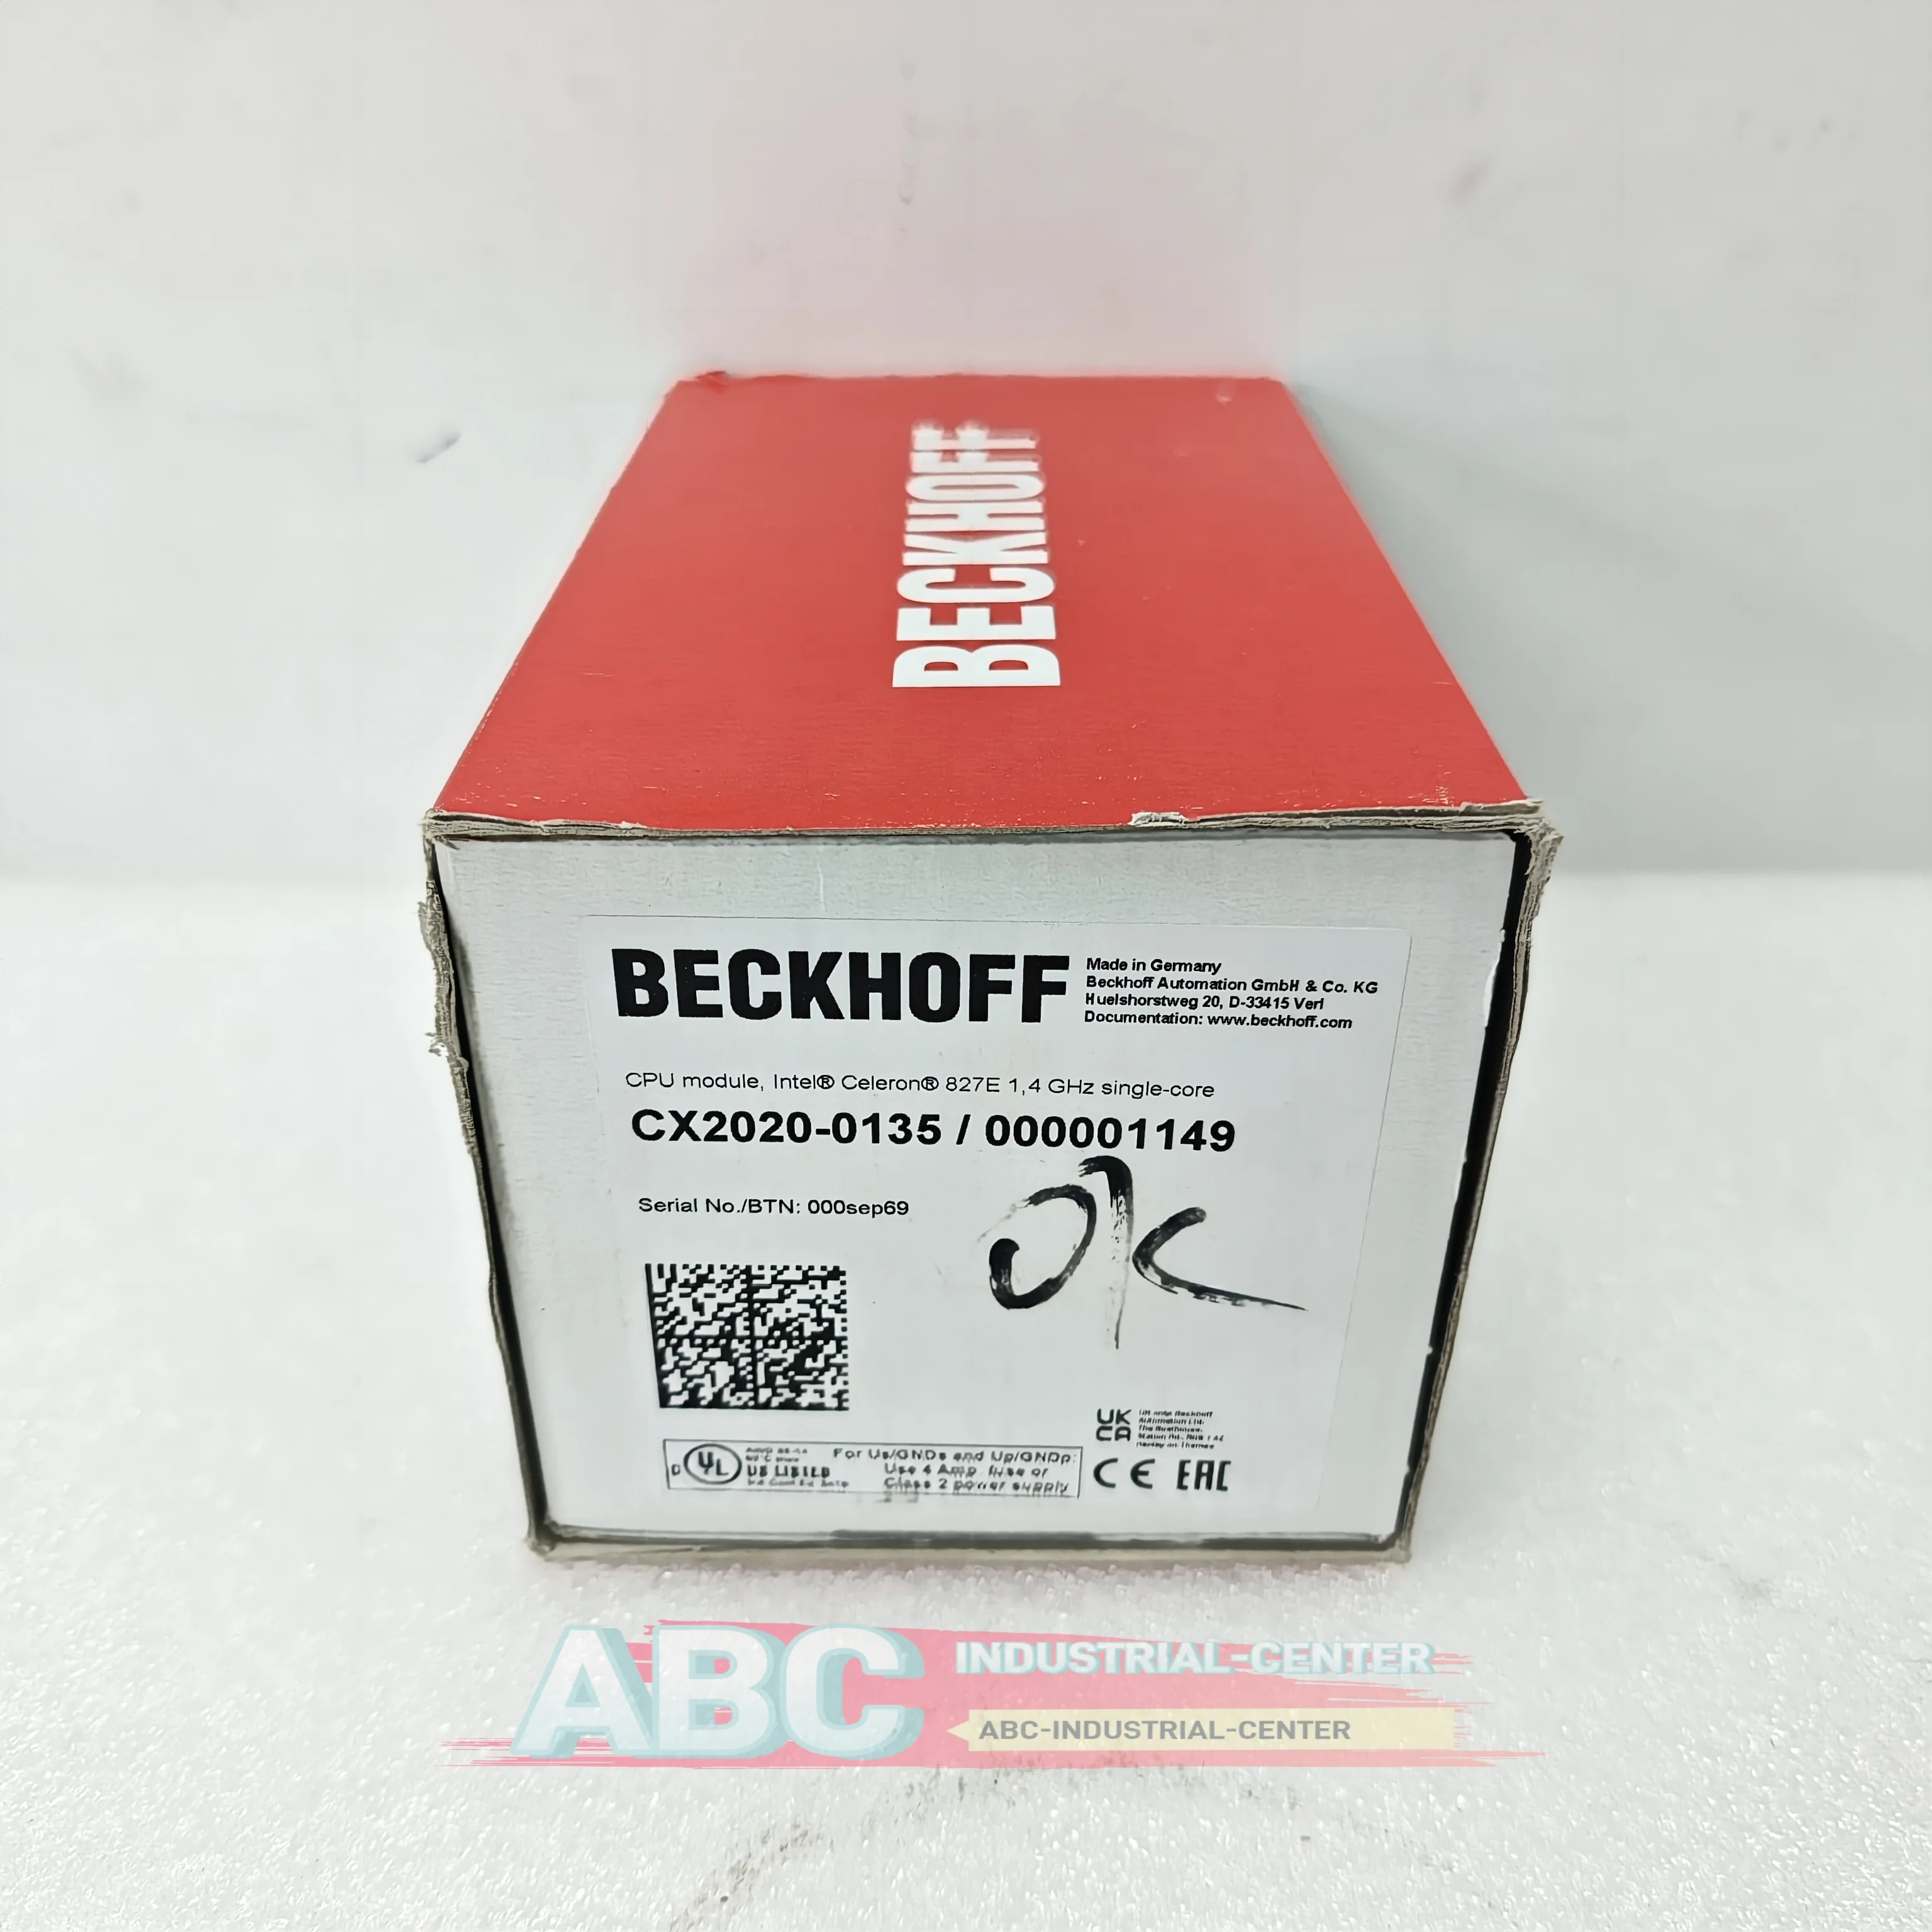 BECKHOFF
BECKHOFF
Made in Germany
Beckhoff Automation GmbH & Co. KG
Huelshorstweg 20, D-33415 Verl
Documentation: www.beckhoff.com
CPU module, Intel® Celeron® 827E 1,4 GHz single-core
CX2020-0135 / 000001149
Serial No./BTN: 000sep69
OK
UK
CA
UL
US LISTED
For Us/GNDs and Up/GNDp:
Use 4 Amp. fuse or
Class 2 power supply
CE EAC
ABC INDUSTRIAL-CENTER
ABC-INDUSTRIAL-CENTER